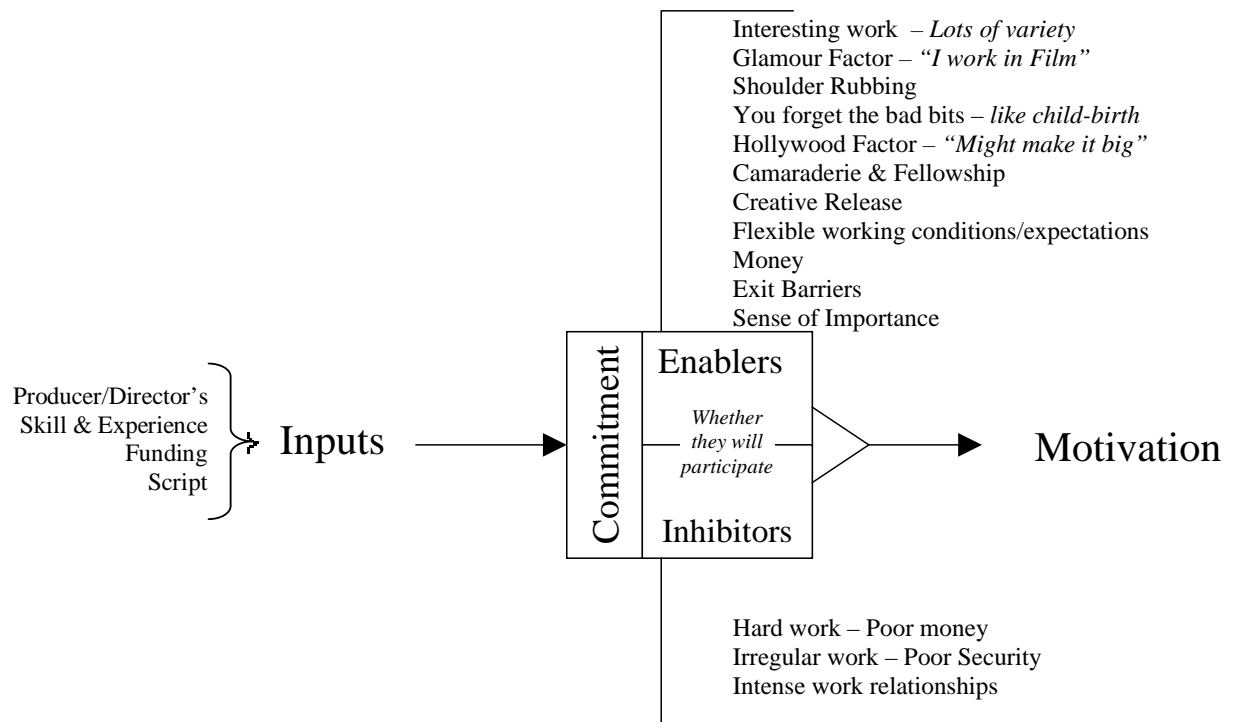 Interesting work – Lots of variety
Glamour Factor – “I work in Film”
Shoulder Rubbing
You forget the bad bits – like child-birth
Hollywood Factor – “Might make it big”
Camaraderie & Fellowship
Creative Release
Flexible working conditions/expectations
Money
Exit Barriers
Sense of Importance
Producer/Director’s
Skill & Experience
Funding
Script
Inputs
Commitment
Enablers
Whether
they will
participate
Inhibitors
Motivation
Hard work – Poor money
Irregular work – Poor Security
Intense work relationships